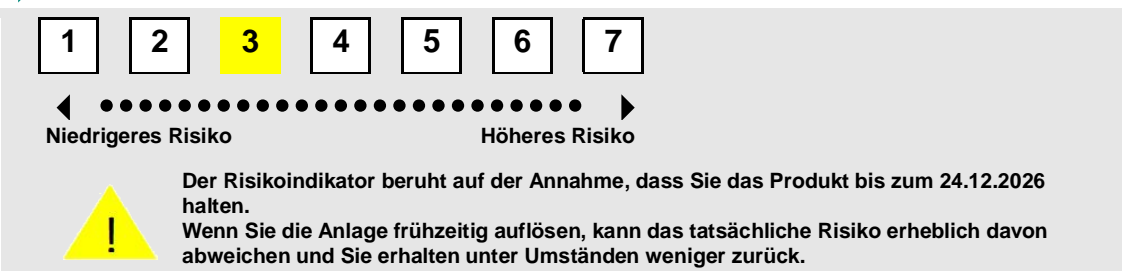 1 2 3 4 5 6 7
Niedrigeres Risiko Höheres Risiko
Der Risikoindikator beruht auf der Annahme, dass Sie das Produkt bis zum 24.12.2026
halten.
! Wenn Sie die Anlage frühzeitig auflösen, kann das tatsächliche Risiko erheblich davon
abweichen und Sie erhalten unter Umständen weniger zurück.